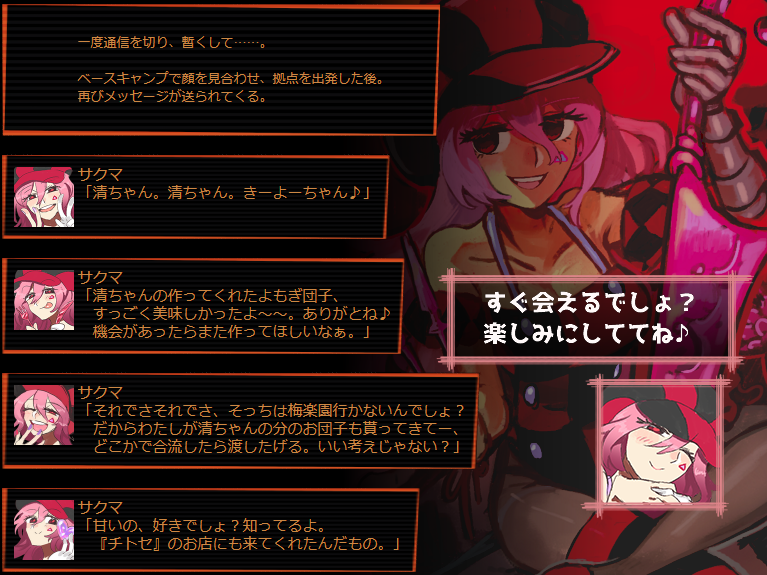 一度通信を切り、暫くして……。
ベースキャンプで顔を見合わせ、拠点を出発した後。
再びメッセージが送られてくる。
サクマ
「清ちゃん。清ちゃん。きーよーちゃん♪」
サクマ
「清ちゃんの作ってくれたよもぎ団子、
すっごく美味しかったよ～～。ありがとね♪
機会があったらまた作ってほしいなぁ。」
サクマ
「それでさそれでさ、そっちは梅楽園行かないんでしょ？
だからわたしが清ちゃんの分のお団子も貰ってきてー、
どこかで合流したら渡したげる。いい考えじゃない？」
サクマ
「甘いの、好きでしょ？知ってるよ。
『チトセ』のお店にも来てくれたんだもの。」
すぐ会えるでしょ？
楽しみにしててね♪